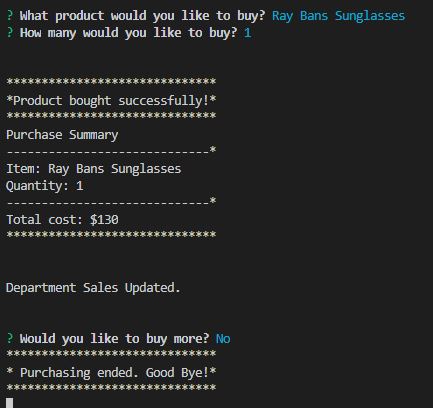 ? What product would you like to buy? Ray Bans Sunglasses
? How many would you like to buy? 1
******************************
*Product bought successfully!*
******************************
Purchase Summary
-----------------------------*
Item: Ray Bans Sunglasses
Quantity: 1
-----------------------------*
Total cost: $130
******************************
Department Sales Updated.
? Would you like to buy more? No
******************************
* Purchasing ended. Good Bye!*
******************************